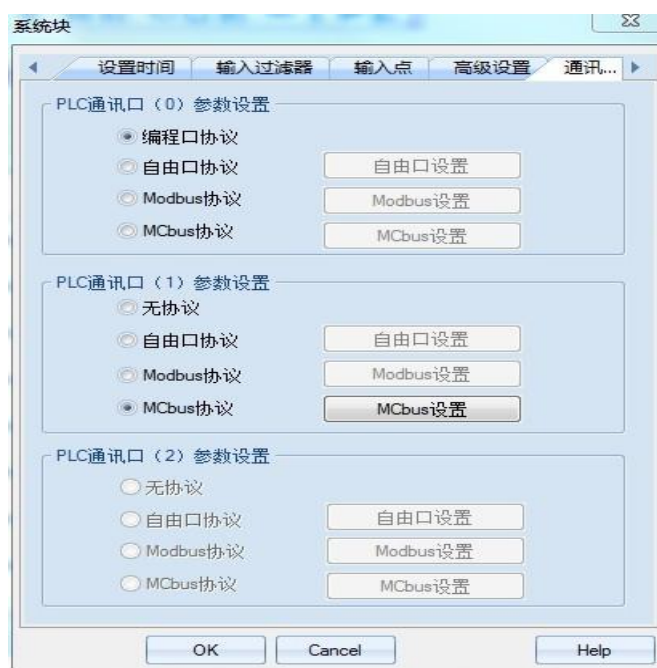 系统块
设置时间 输入过滤器 输入点 高级设置 通讯...
PLC通讯口（0）参数设置
编程口协议
自由口协议 自由口设置
Modbus协议 Modbus设置
MCbus协议 MCbus设置
PLC通讯口（1）参数设置
无协议
自由口协议 自由口设置
Modbus协议 Modbus设置
MCbus协议 MCbus设置
PLC通讯口（2）参数设置
无协议
自由口协议 自由口设置
Modbus协议 Modbus设置
MCbus协议 MCbus设置
OK Cancel Help